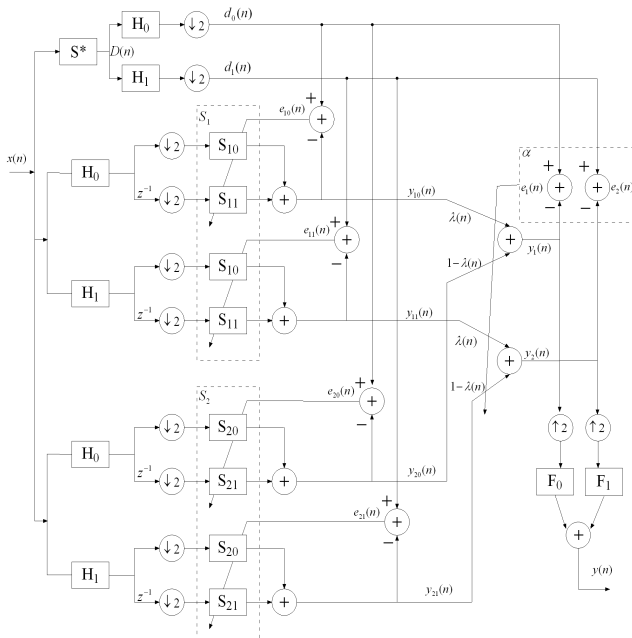 H₀ ↓2 d₀(n)
S* D(n)
H₁ ↓2 d₁(n)
S₁ e₁₀(n) + +
x(n) ↓2 S₁₀ −
α
H₀ + + + +
z⁻¹ ↓2 S₁₁ + y₁₀(n) e₁(n) − + − + e₂(n)
λ(n)
e₁₁(n) + +
↓2 S₁₀ − + y₁(n)
1−λ(n)
H₁
z⁻¹ ↓2 S₁₁ + y₁₁(n)
λ(n)
+ y₂(n)
1−λ(n)
S₂ e₂₀(n) + +
↓2 S₂₀ − ↑2 ↑2
H₀
z⁻¹ ↓2 S₂₁ + y₂₀(n) F₀ F₁
e₂₁(n) + +
↓2 S₂₀ − +
H₁ y(n)
z⁻¹ ↓2 S₂₁ + y₂₁(n)